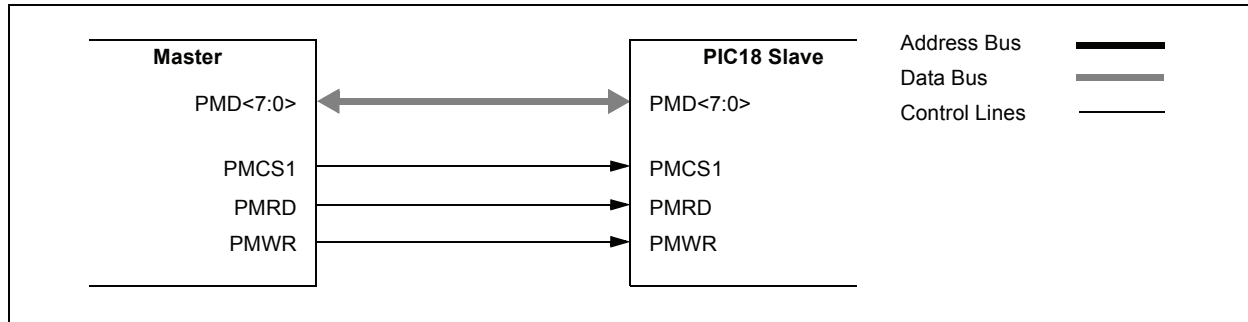 Master
PMD<7:0>
PMCS1
PMRD
PMWR
PIC18 Slave
PMD<7:0>
PMCS1
PMRD
PMWR
Address Bus
Data Bus
Control Lines